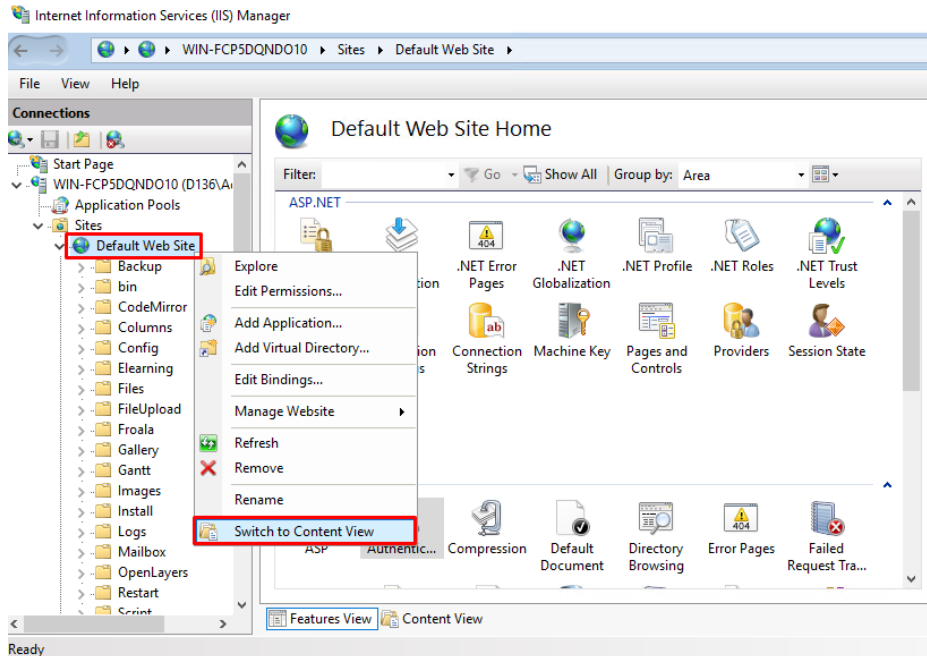 Internet Information Services (IIS) Manager
WIN-FCP5DQNDO10 Sites Default Web Site
File View Help
Connections
Start Page
WIN-FCP5DQNDO10 (D136\A
Application Pools
Sites
Default Web Site
Backup
bin
CodeMirror
Columns
Config
Elearning
Files
FileUpload
Froala
Gallery
Gantt
Images
Install
Logs
Mailbox
OpenLayers
Restart
Script
Explore
Edit Permissions...
Add Application...
Add Virtual Directory...
Edit Bindings...
Manage Website
Refresh
Remove
Rename
Switch to Content View
Default Web Site Home
Filter: Go Show All Group by: Area
ASP.NET
404
tion .NET Error .NET .NET Profile .NET Roles .NET Trust
Pages Globalization Levels
ab
ion Connection Machine Key Pages and Providers Session State
s Strings Controls
404
ASP Authentic... Compression Default Directory Error Pages Failed
Document Browsing Request Tra...
Features View Content View
Ready